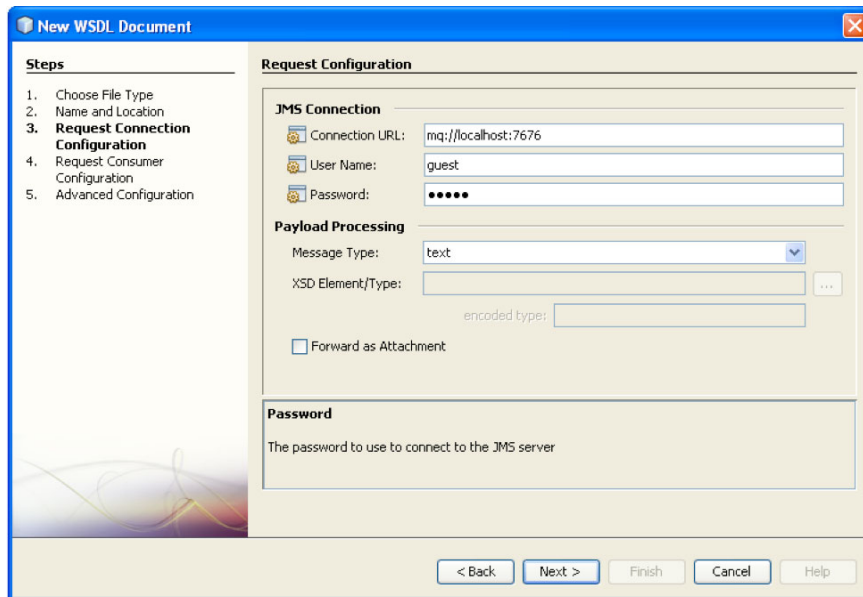 New WSDL Document
Steps
1. Choose File Type
2. Name and Location
3. Request Connection
Configuration
4. Request Consumer
Configuration
5. Advanced Configuration
Request Configuration
JMS Connection
Connection URL: mq://localhost:7676
User Name: guest
Password: •••••
Payload Processing
Message Type: text
XSD Element/Type: ...
encoded type:
Forward as Attachment
Password
The password to use to connect to the JMS server
< Back Next > Finish Cancel Help